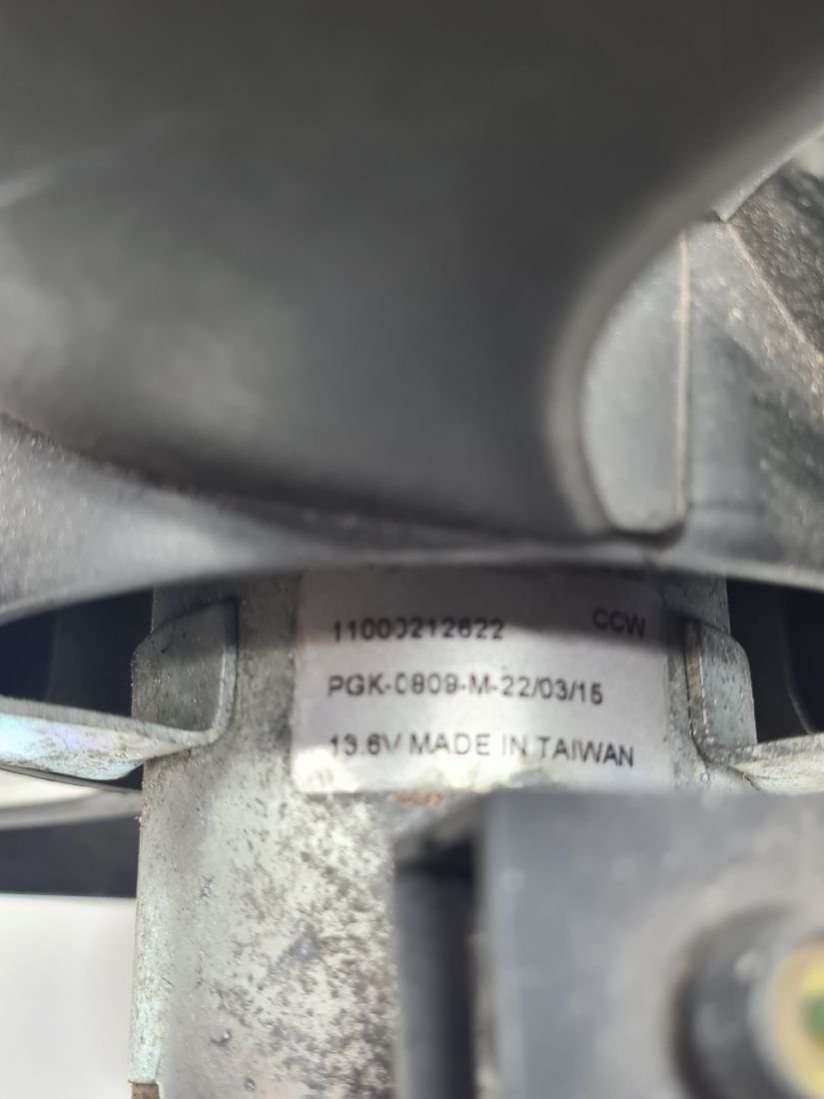 11000212622 CCW
PGK-0809-M-22/03/15
13.6V MADE IN TAIWAN